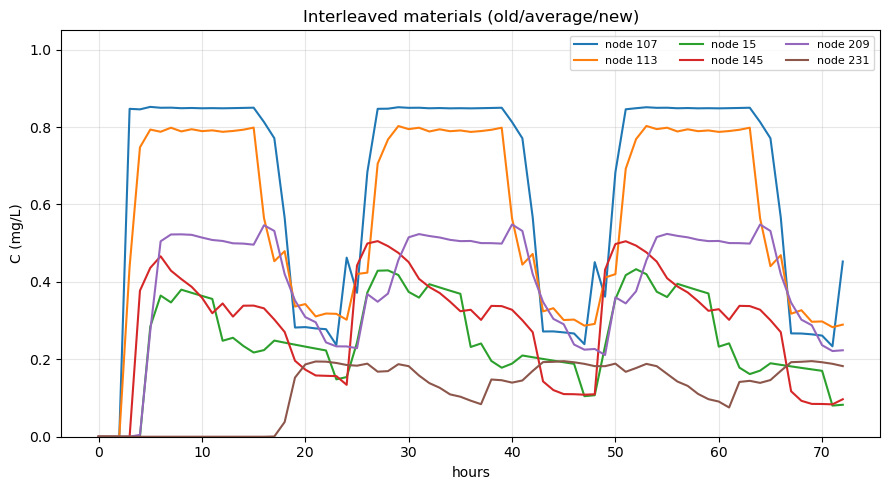 Interleaved materials (old/average/new)
C (mg/L)
1.0
0.8
0.6
0.4
0.2
0.0
node 107
node 113
node 15
node 145
node 209
node 231
0 10 20 30 40 50 60 70
hours